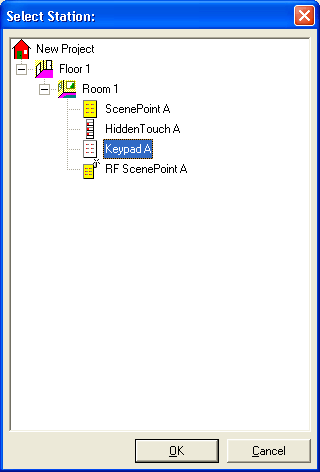 Select Station:
New Project
Floor 1
Room 1
ScenePoint A
HiddenTouch A
Keypad A
RF ScenePoint A
OK Cancel